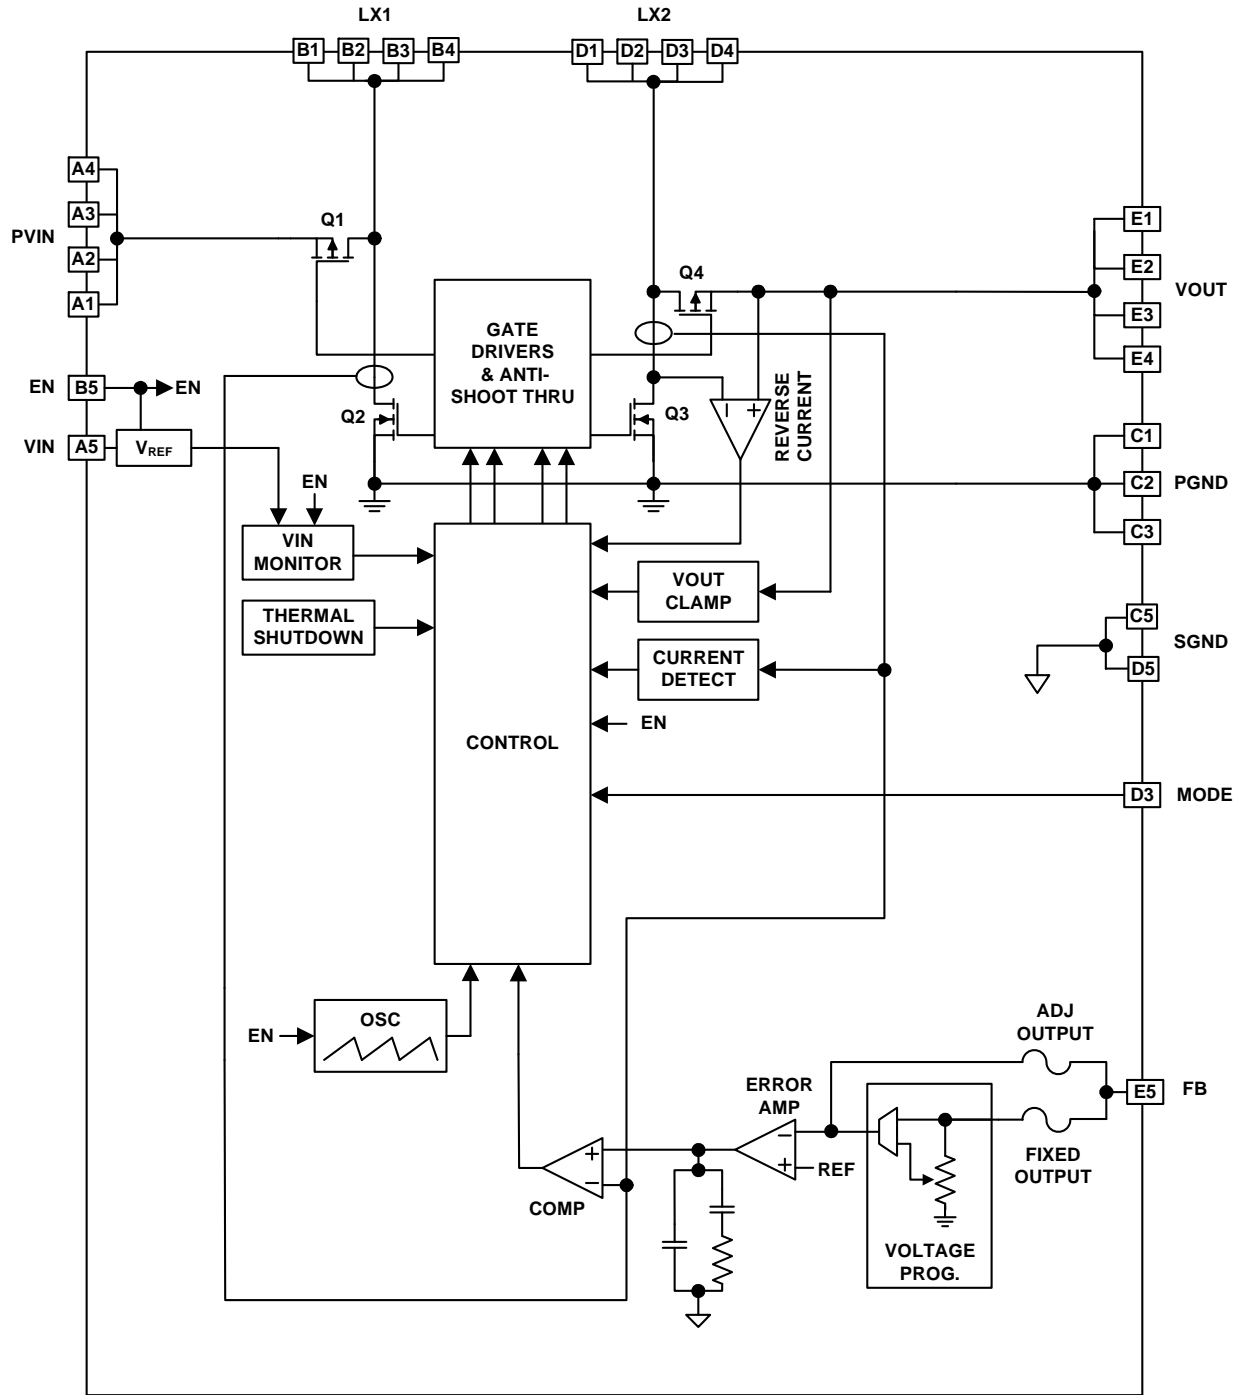 LX1
LX2
B1
B2
B3
B4
D1
D2
D3
D4
A4
A3
A2
A1
PVIN
Q1
Q4
E1
E2
E3
E4
VOUT
GATE
DRIVERS
& ANTI-
SHOOT THRU
EN
B5
EN
VIN
A5
VREF
Q2
Q3
REVERSE
CURRENT
C1
C2
C3
PGND
EN
VIN
MONITOR
THERMAL
SHUTDOWN
VOUT
CLAMP
CURRENT
DETECT
EN
CONTROL
C5
D5
SGND
D3
MODE
EN
OSC
ADJ
OUTPUT
ERROR
AMP
E5
FB
REF
FIXED
OUTPUT
COMP
VOLTAGE
PROG.